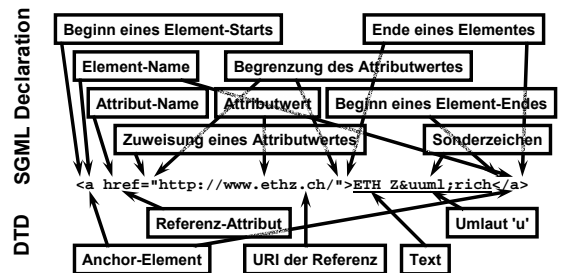 SGML Declaration
DTD
Beginn eines Element-Starts
Ende eines Elementes
Element-Name
Begrenzung des Attributwertes
Attribut-Name
Attributwert
Beginn eines Element-Endes
Zuweisung eines Attributwertes
Sonderzeichen
<a href="http://www.ethz.ch/">ETH Z&uuml;rich</a>
Referenz-Attribut
Umlaut 'u'
Anchor-Element
URI der Referenz
Text